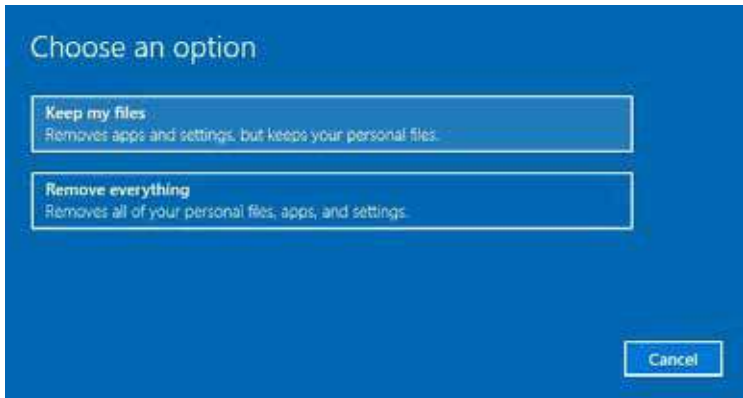 Choose an option
Keep my files
Removes apps and settings, but keeps your personal files.
Remove everything
Removes all of your personal files, apps, and settings.
Cancel